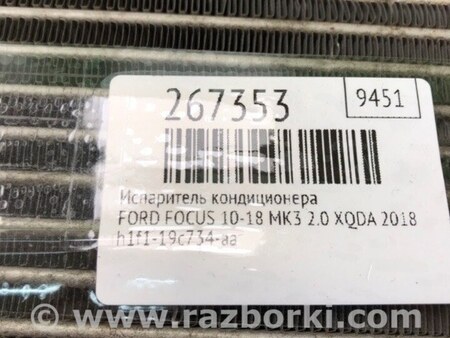 267353
9451
Испаритель кондиционера
FORD FOCUS 10-18 MK3 2.0 XQDA 2018
h1f1-19c734-aa
© www.razborki.com